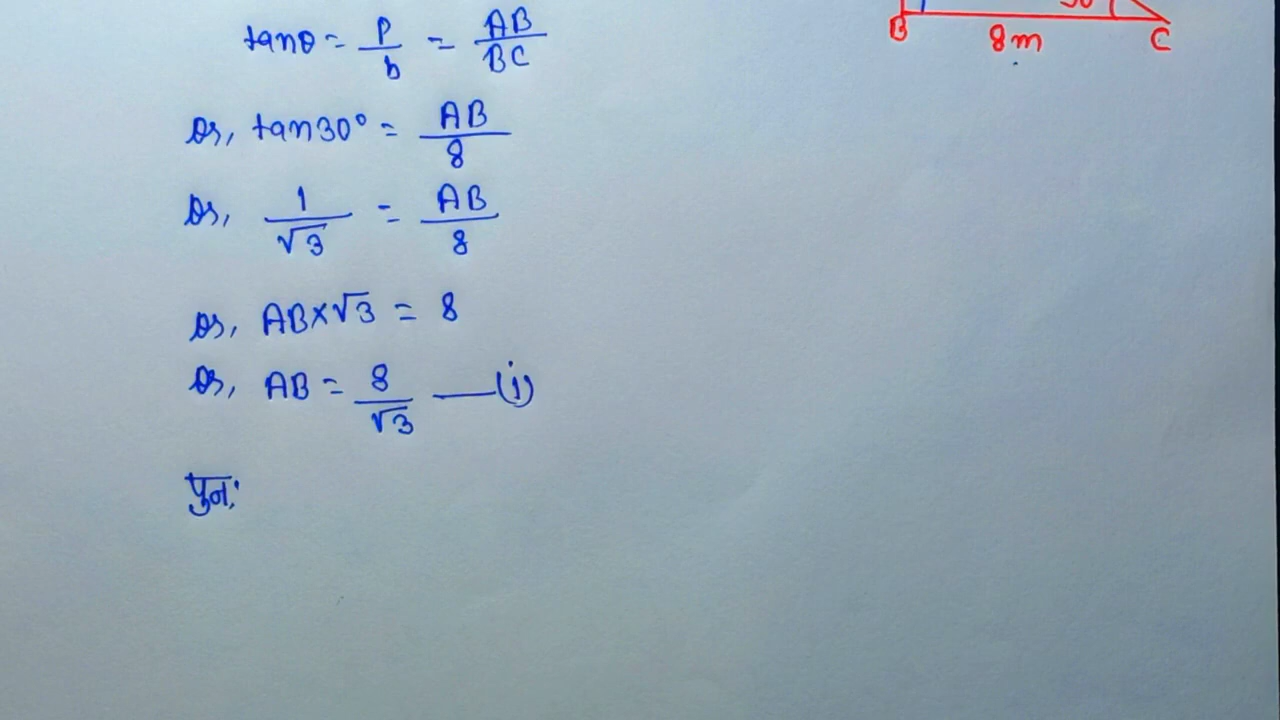 tanθ = P/b = AB/BC
or, tan30° = AB/8
or, 1/√3 = AB/8
or, AB×√3 = 8
or, AB = 8/√3 —(i)
पुनः
B 8m C